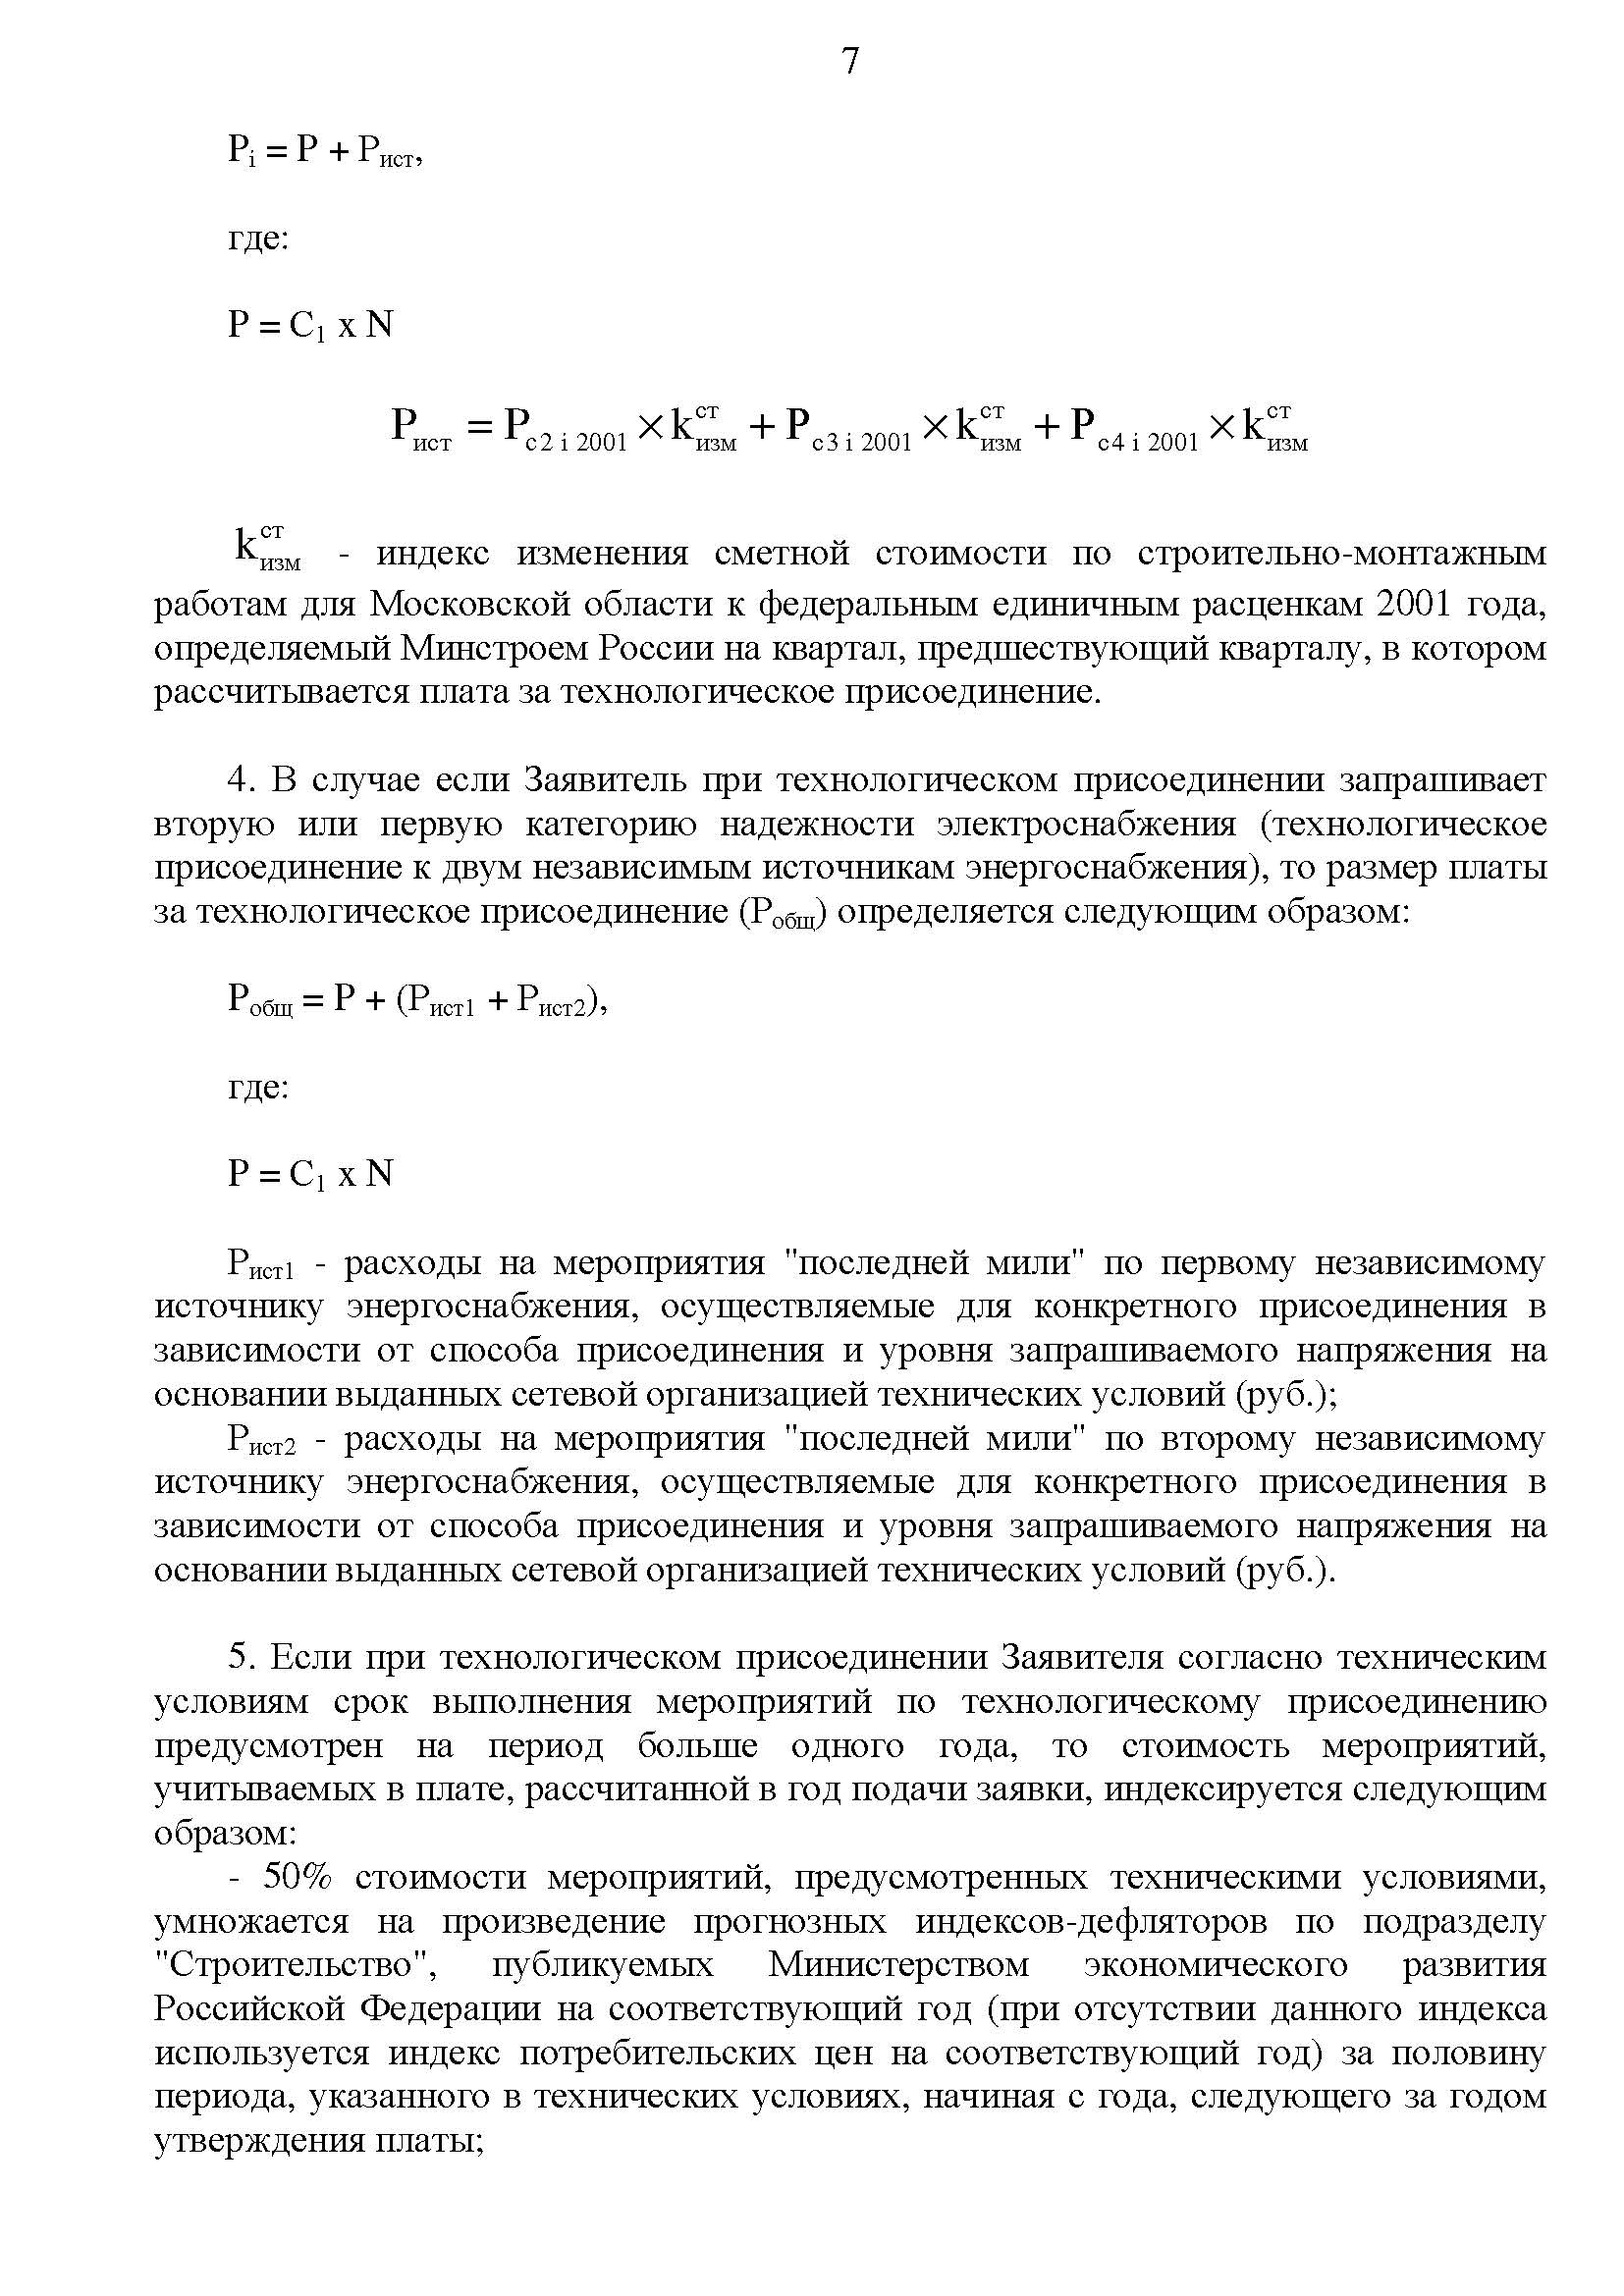 7
Pᵢ = P + Pист,
где:
P = C₁ x N
Pист = Pс2 i 2001 × kизм^ст + Pс3 i 2001 × kизм^ст + Pс4 i 2001 × kизм^ст
kизм^ст - индекс изменения сметной стоимости по строительно-монтажным
работам для Московской области к федеральным единичным расценкам 2001 года,
определяемый Минстроем России на квартал, предшествующий кварталу, в котором
рассчитывается плата за технологическое присоединение.
4. В случае если Заявитель при технологическом присоединении запрашивает
вторую или первую категорию надежности электроснабжения (технологическое
присоединение к двум независимым источникам энергоснабжения), то размер платы
за технологическое присоединение (Робщ) определяется следующим образом:
Pобщ = P + (Pист1 + Pист2),
где:
P = C₁ x N
Pист1 - расходы на мероприятия "последней мили" по первому независимому
источнику энергоснабжения, осуществляемые для конкретного присоединения в
зависимости от способа присоединения и уровня запрашиваемого напряжения на
основании выданных сетевой организацией технических условий (руб.);
Pист2 - расходы на мероприятия "последней мили" по второму независимому
источнику энергоснабжения, осуществляемые для конкретного присоединения в
зависимости от способа присоединения и уровня запрашиваемого напряжения на
основании выданных сетевой организацией технических условий (руб.).
5. Если при технологическом присоединении Заявителя согласно техническим
условиям срок выполнения мероприятий по технологическому присоединению
предусмотрен на период больше одного года, то стоимость мероприятий,
учитываемых в плате, рассчитанной в год подачи заявки, индексируется следующим
образом:
- 50% стоимости мероприятий, предусмотренных техническими условиями,
умножается на произведение прогнозных индексов-дефляторов по подразделу
"Строительство", публикуемых Министерством экономического развития
Российской Федерации на соответствующий год (при отсутствии данного индекса
используется индекс потребительских цен на соответствующий год) за половину
периода, указанного в технических условиях, начиная с года, следующего за годом
утверждения платы;